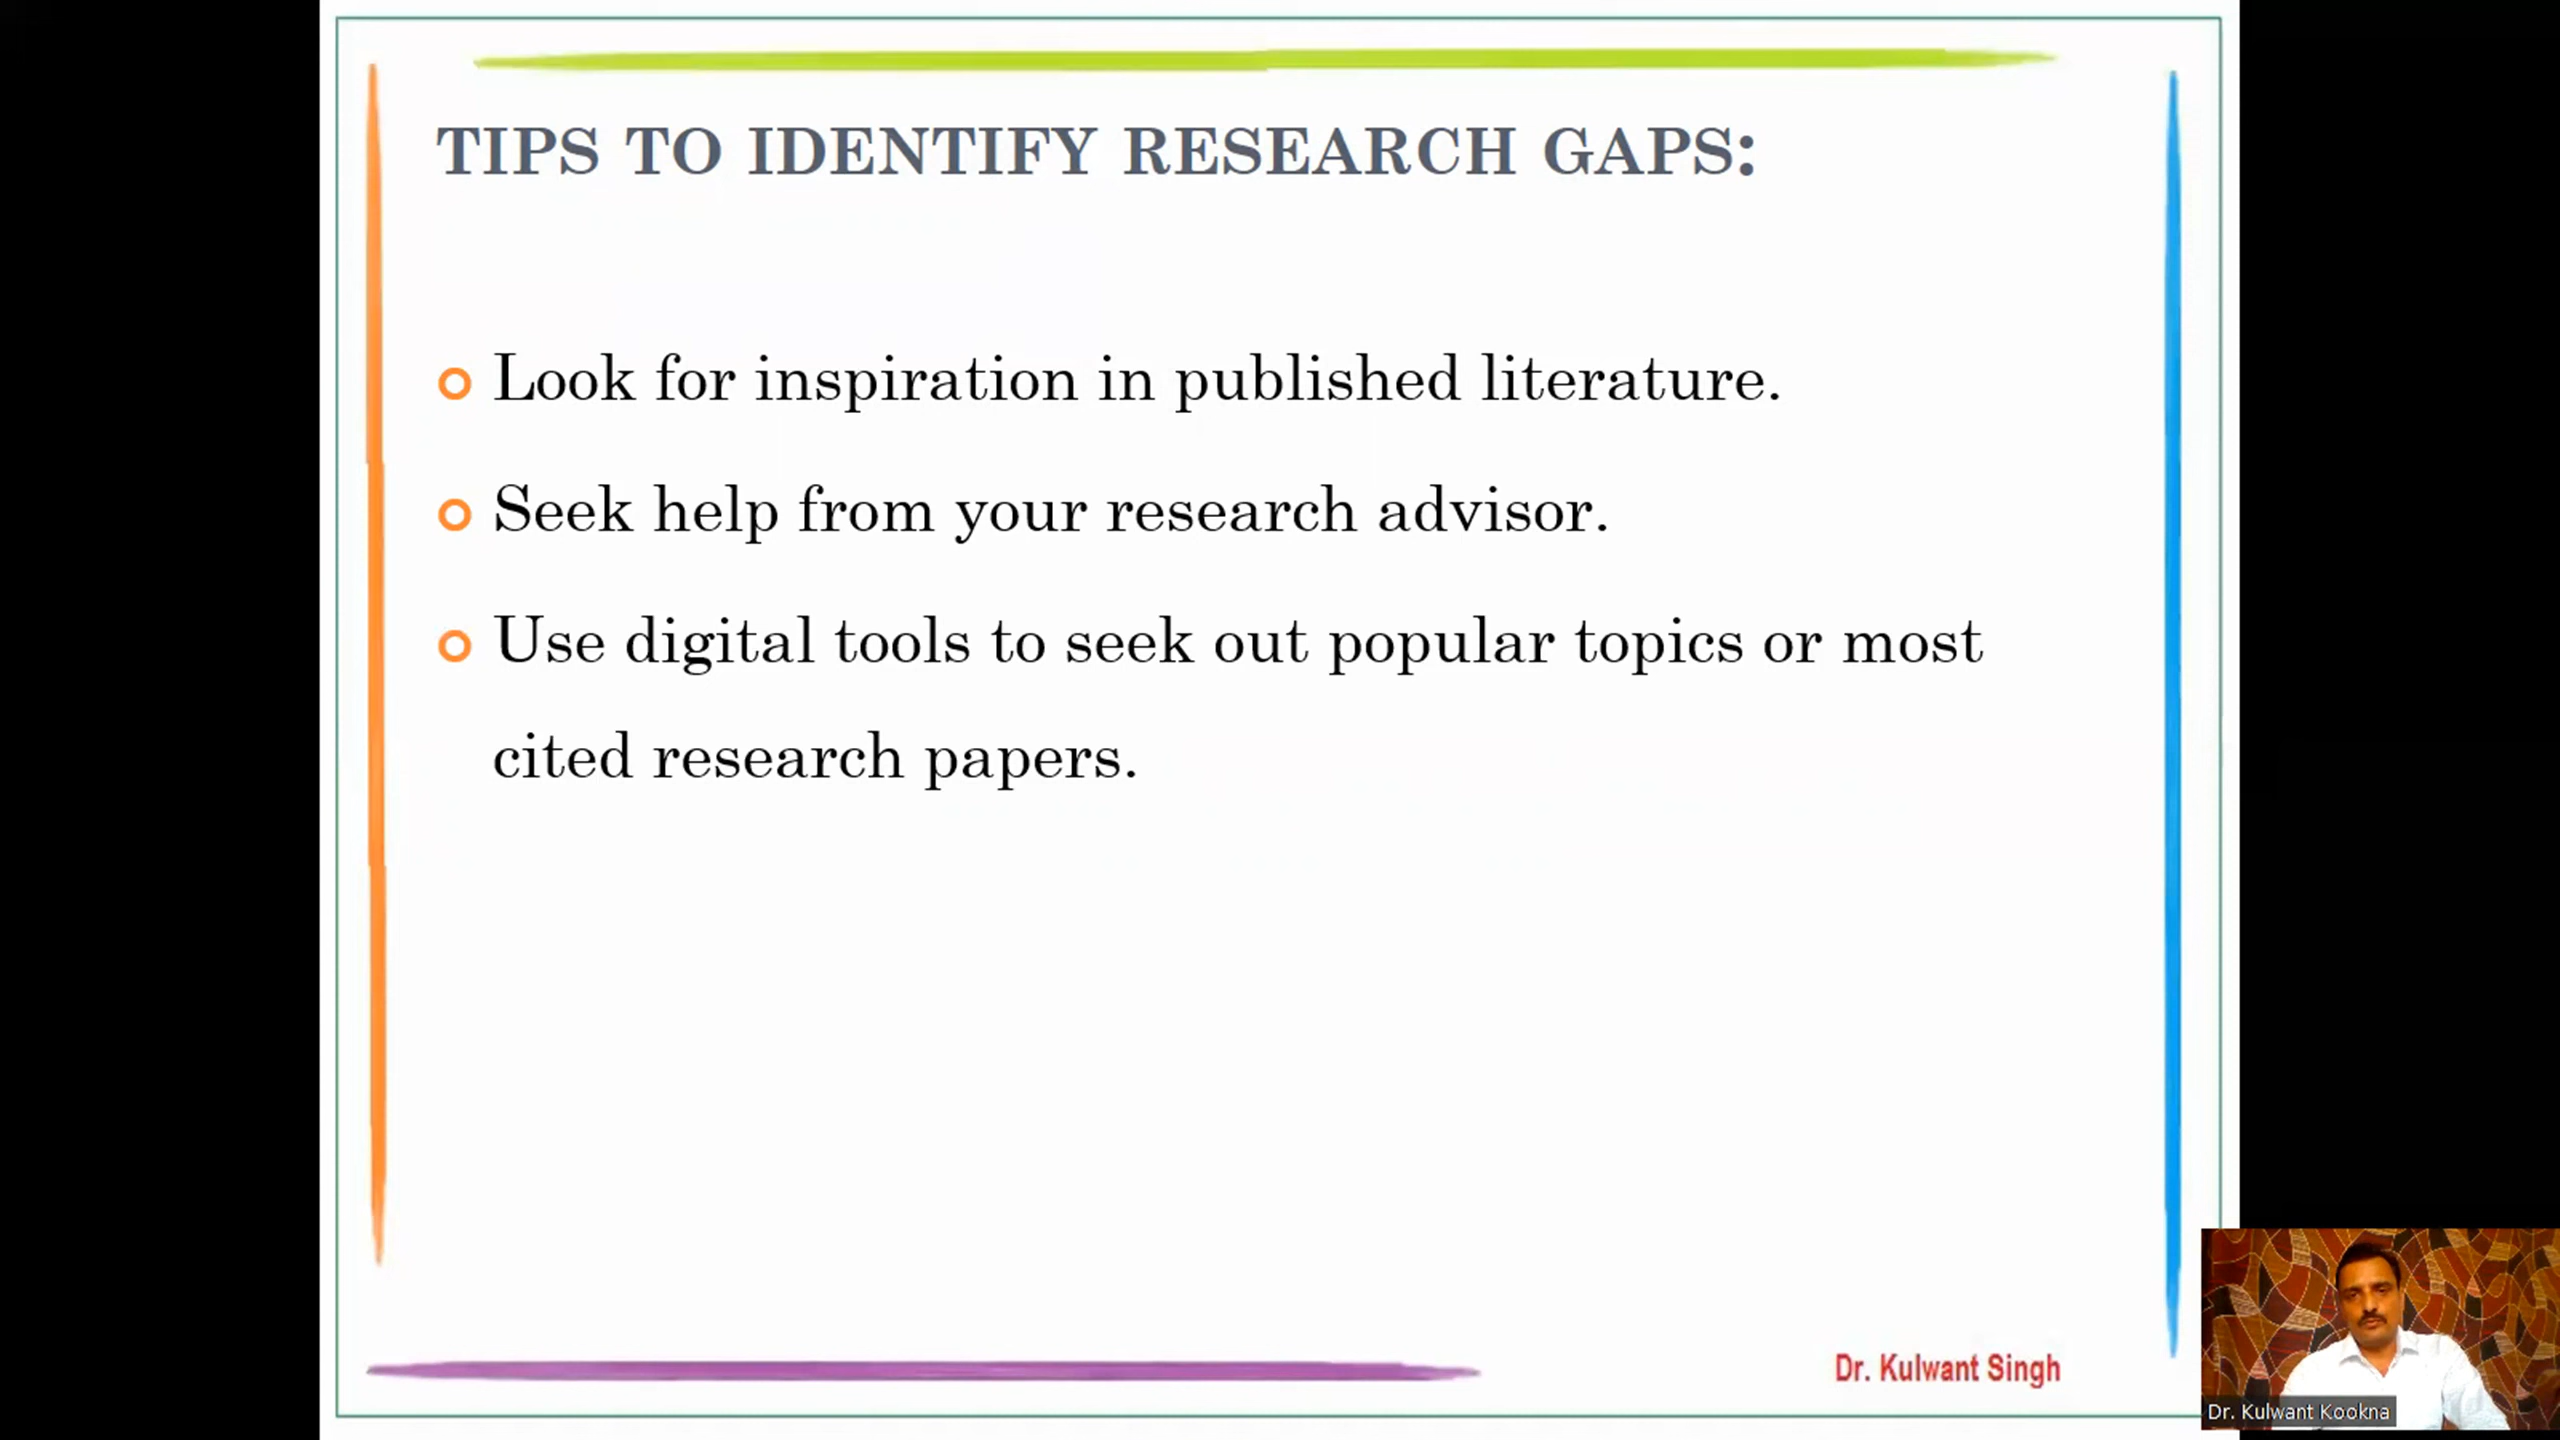 TIPS TO IDENTIFY RESEARCH GAPS:
Look for inspiration in published literature.
Seek help from your research advisor.
Use digital tools to seek out popular topics or most
cited research papers.
Dr. Kulwant Singh
Dr. Kulwant Kookna